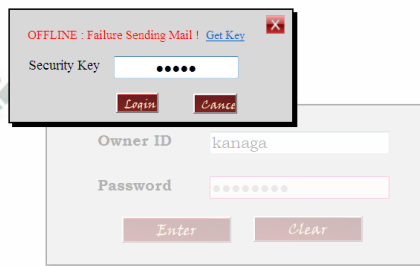 OFFLINE : Failure Sending Mail ! Get Key
Security Key •••••
Login Cance
Owner ID kanaga
Password ••••••••
Enter Clear